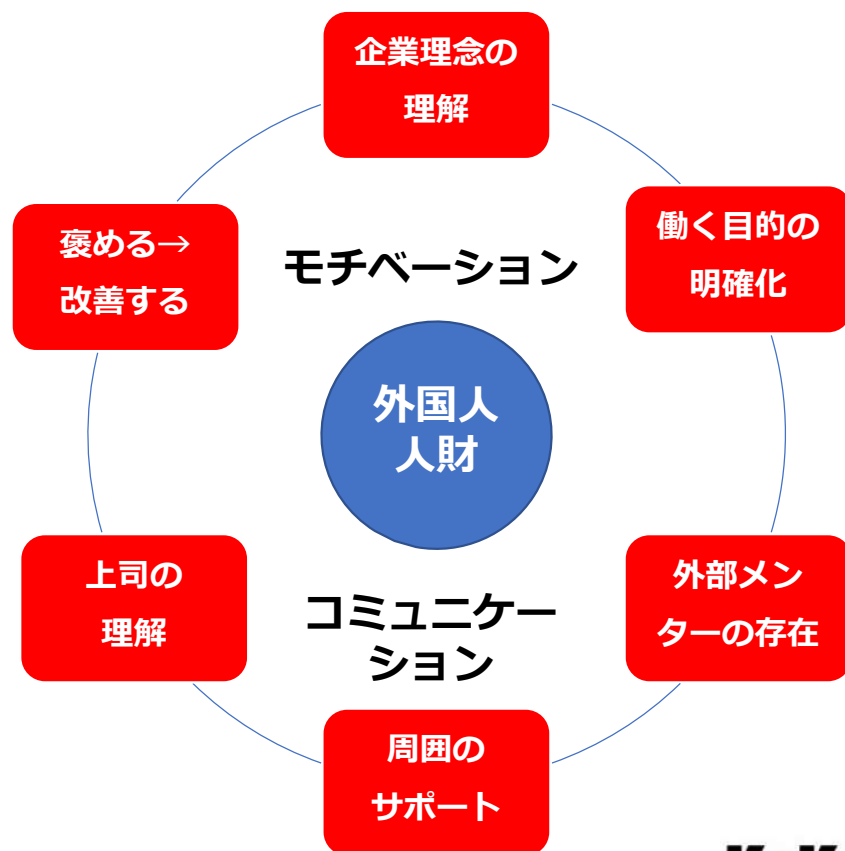 企業理念の
理解
働く目的の
明確化
褒める→
改善する
モチベーション
外国人
人財
上司の
理解
コミュニケー
ション
外部メン
ターの存在
周囲の
サポート